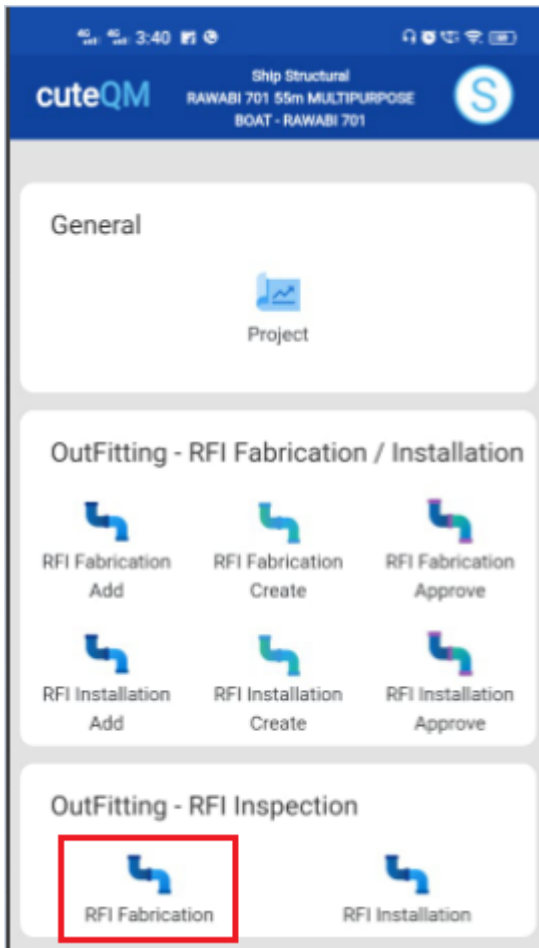 3:40
cuteQM
Ship Structural
RAWABI 701 55m MULTIPURPOSE
BOAT - RAWABI 701
S
General
Project
OutFitting - RFI Fabrication / Installation
RFI Fabrication Add
RFI Fabrication Create
RFI Fabrication Approve
RFI Installation Add
RFI Installation Create
RFI Installation Approve
OutFitting - RFI Inspection
RFI Fabrication
RFI Installation